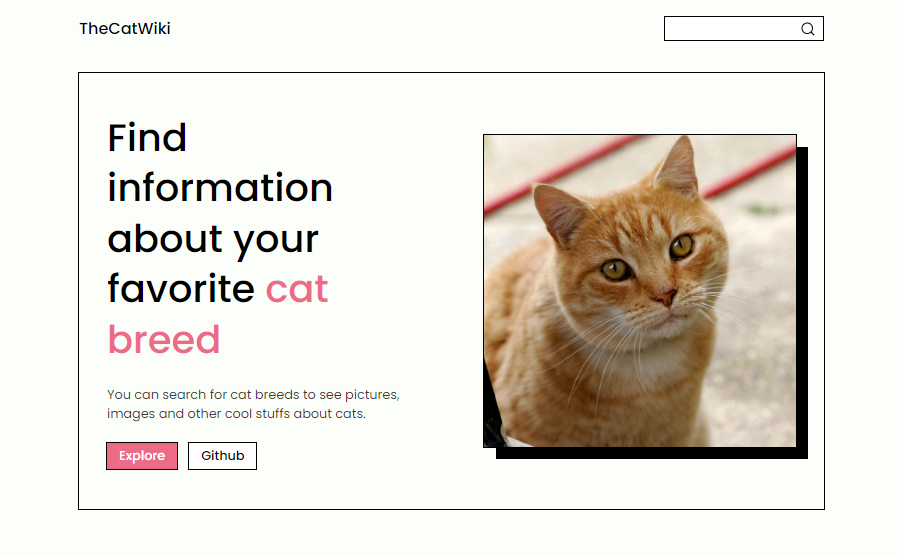 TheCatWiki
Find
information
about your
favorite cat
breed
You can search for cat breeds to see pictures,
images and other cool stuffs about cats.
Explore
Github